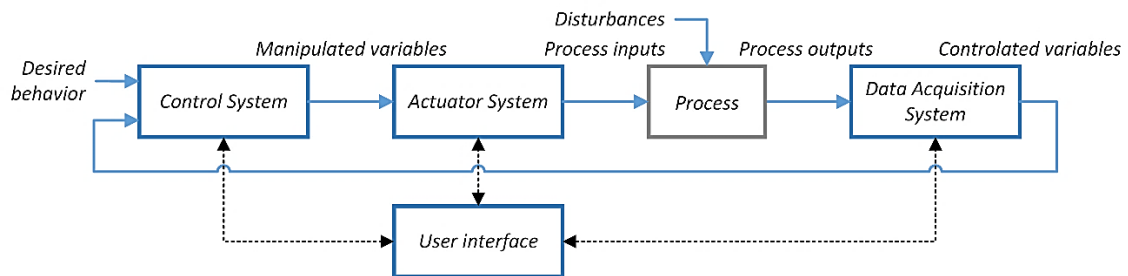 Disturbances
Manipulated variables
Process inputs
Process outputs
Controlated variables
Desired
behavior
Control System
Actuator System
Process
Data Acquisition
System
User interface